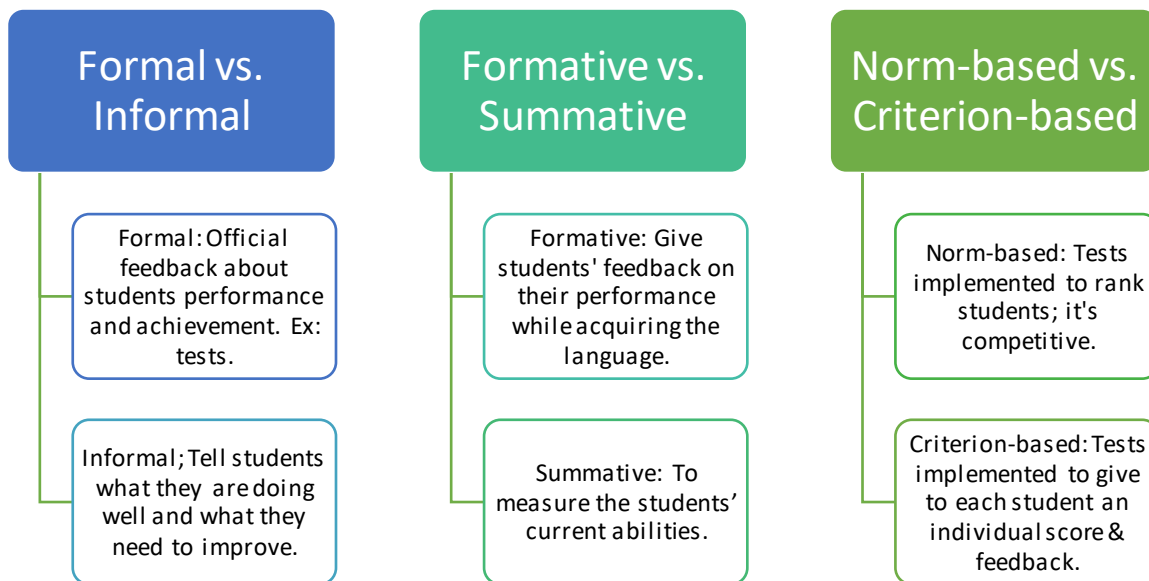 Formal vs.
Informal
Formal: Official
feedback about
students performance
and achievement. Ex:
tests.
Informal; Tell students
what they are doing
well and what they
need to improve.
Formative vs.
Summative
Formative: Give
students' feedback on
their performance
while acquiring the
language.
Summative: To
measure the students’
current abilities.
Norm-based vs.
Criterion-based
Norm-based: Tests
implemented to rank
students; it's
competitive.
Criterion-based: Tests
implemented to give
to each student an
individual score &
feedback.